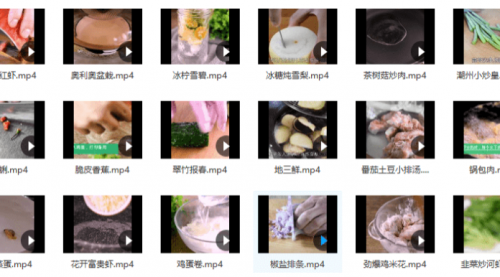 红虾.mp4
奥利奥盆栽.mp4
冰柠雪碧.mp4
冰糖炖雪梨.mp4
茶树菇炒肉.mp4
潮州小炒皇
脆皮香蕉.mp4
翠竹报春.mp4
地三鲜.mp4
番茄土豆小排汤....
锅包肉.mp4
蛋.mp4
花开富贵虾.mp4
鸡蛋卷.mp4
椒盐排条.mp4
劲爆鸡米花.mp4
韭菜炒河虾